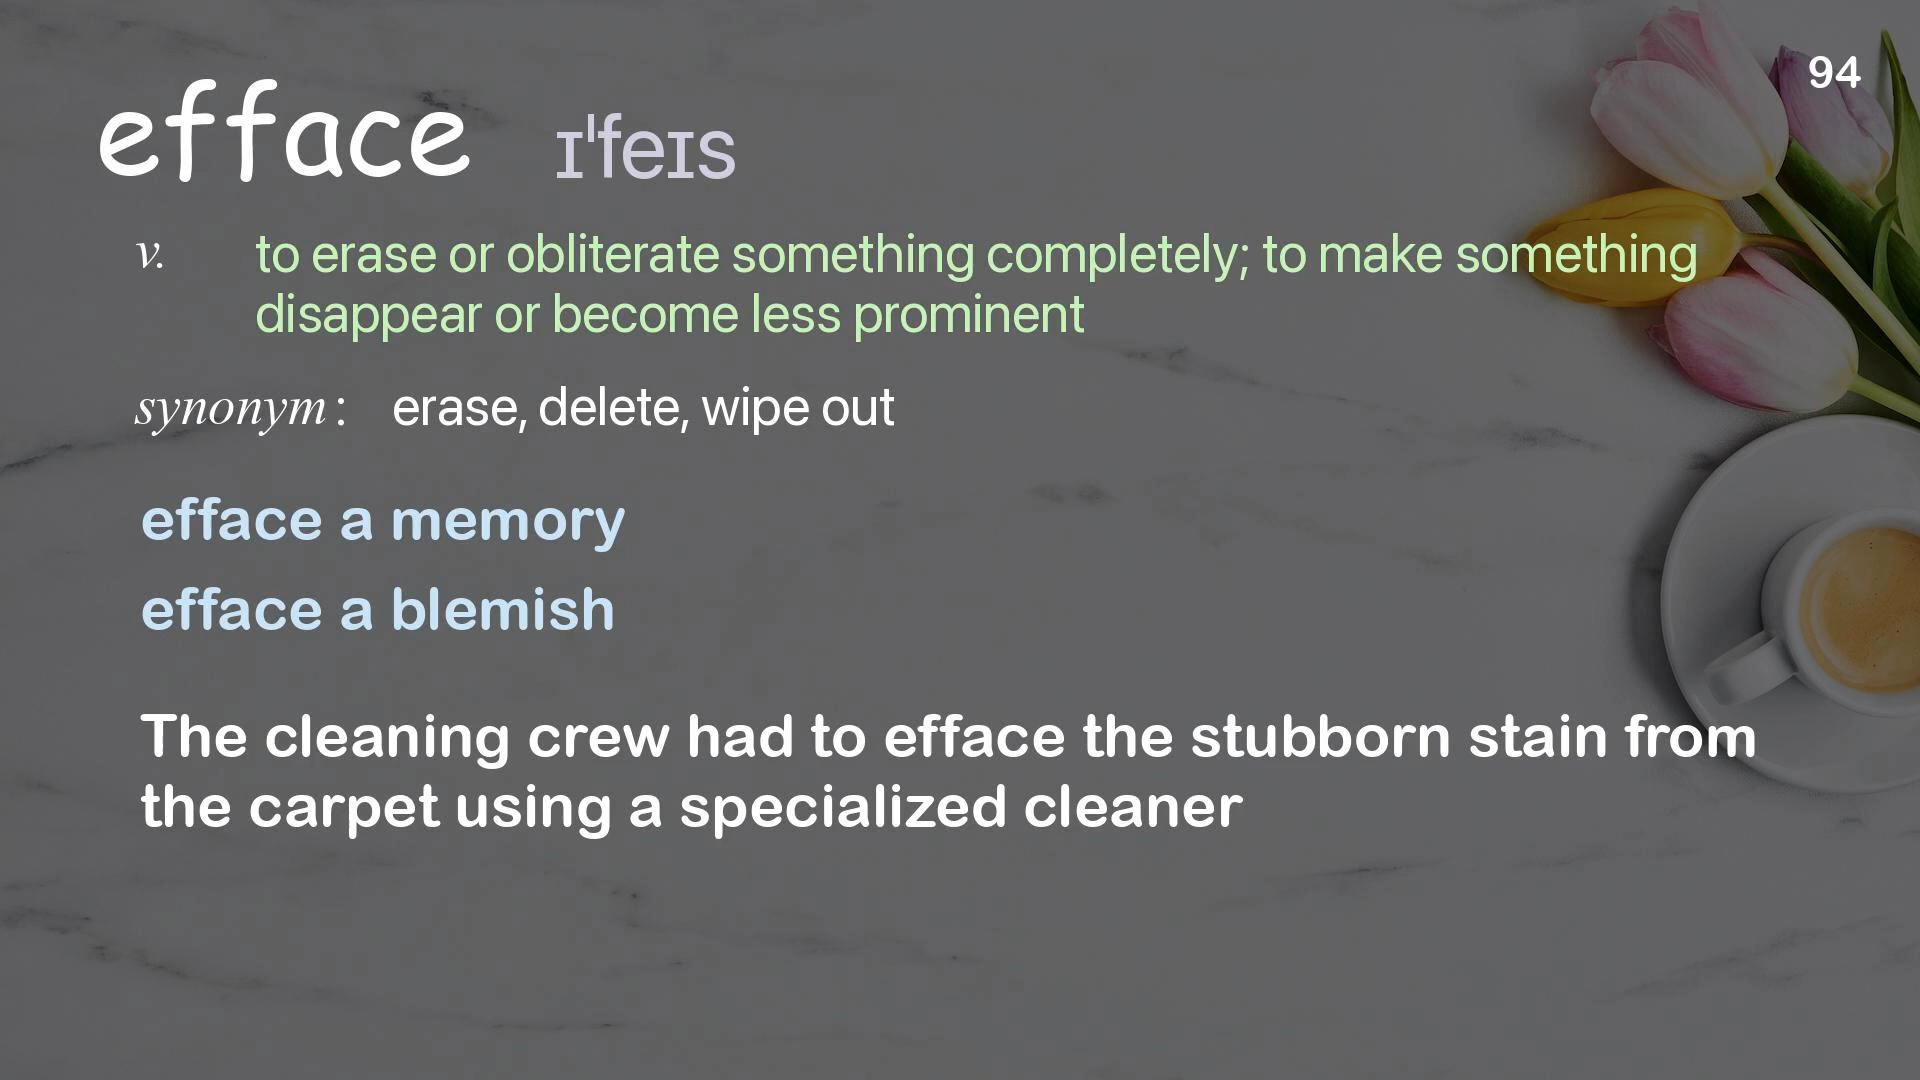 94
efface ɪˈfeɪs
v. to erase or obliterate something completely; to make something
disappear or become less prominent
synonym: erase, delete, wipe out
efface a memory
efface a blemish
The cleaning crew had to efface the stubborn stain from
the carpet using a specialized cleaner